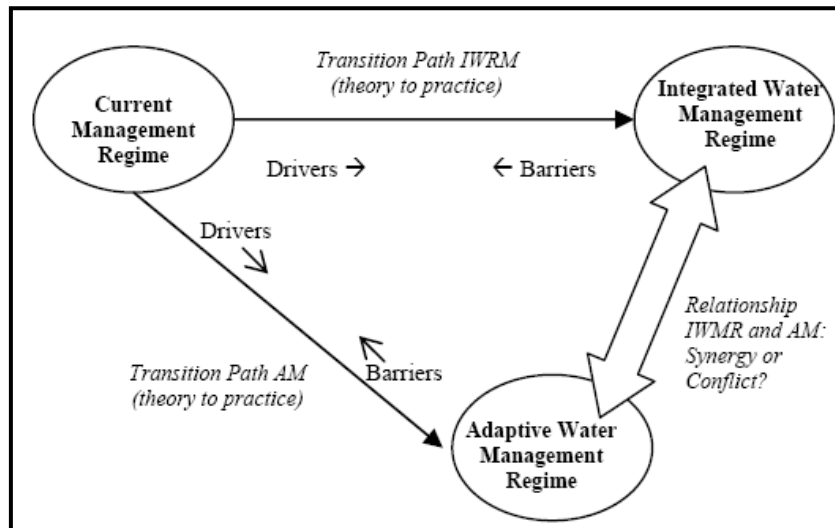 Transition Path IWRM
(theory to practice)
Current
Management
Regime
Integrated Water
Management
Regime
Drivers →
← Barriers
Drivers
↘
↖
Barriers
Transition Path AM
(theory to practice)
Relationship
IWMR and AM:
Synergy or
Conflict?
Adaptive Water
Management
Regime